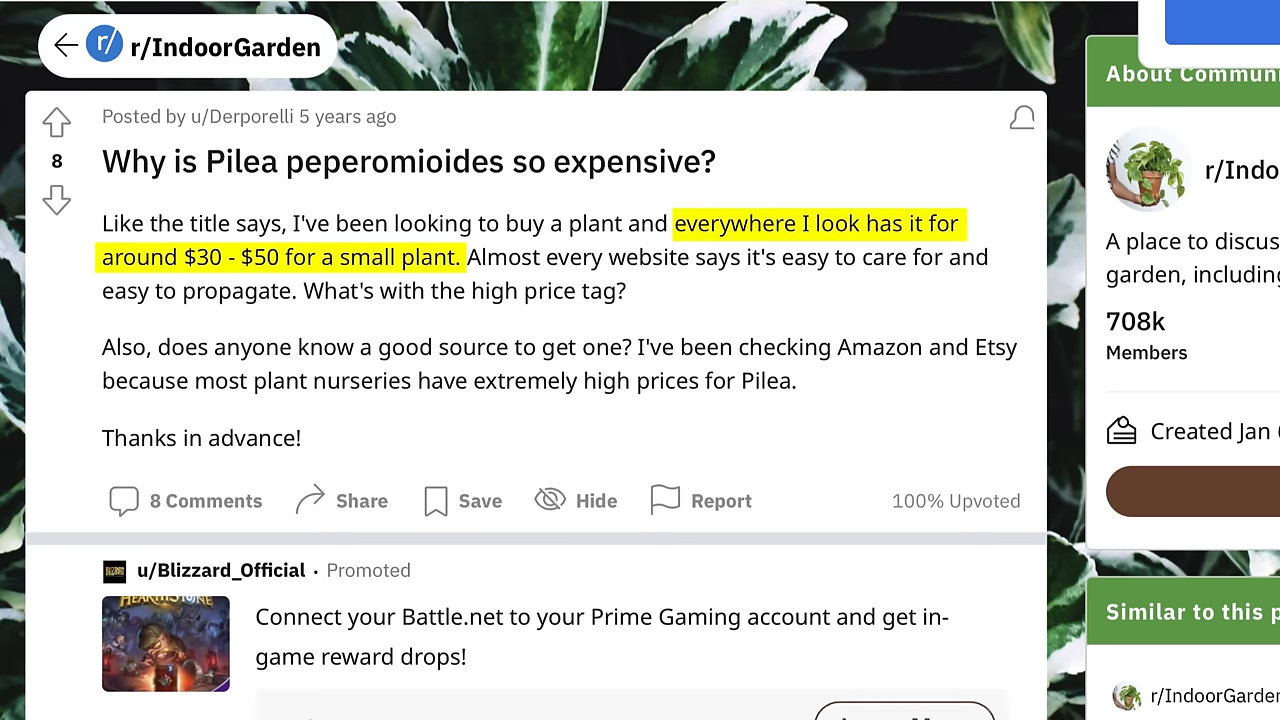 r/ r/IndoorGarden
Posted by u/Derporelli 5 years ago
8
Why is Pilea peperomioides so expensive?
Like the title says, I've been looking to buy a plant and everywhere I look has it for
around $30 - $50 for a small plant. Almost every website says it's easy to care for and
easy to propagate. What's with the high price tag?
Also, does anyone know a good source to get one? I've been checking Amazon and Etsy
because most plant nurseries have extremely high prices for Pilea.
Thanks in advance!
8 Comments Share Save Hide Report 100% Upvoted
u/Blizzard_Official · Promoted
HEARTHSTONE
Connect your Battle.net to your Prime Gaming account and get in-
game reward drops!
About Commun
r/Indo
A place to discus
garden, including
708k
Members
Created Jan
Similar to this p
r/IndoorGarden